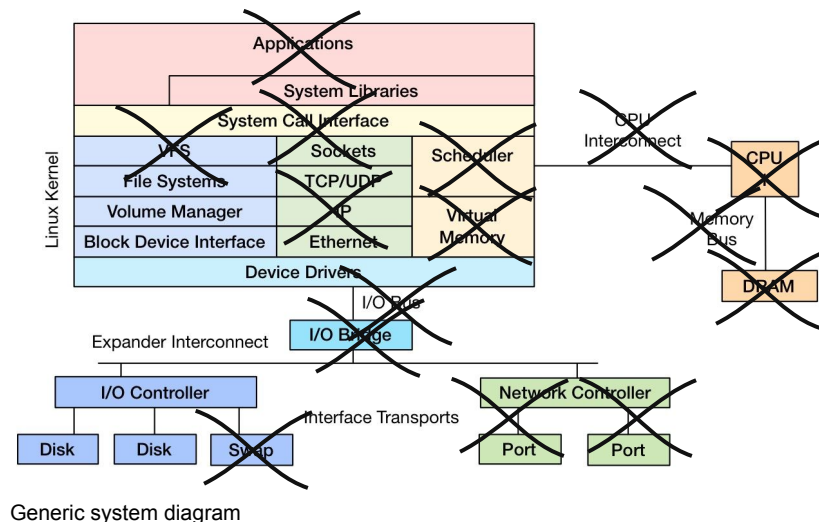 Applications
System Libraries
System Call Interface
VFS
Sockets
Scheduler
File Systems
TCP/UDP
Volume Manager
IP
Virtual
Memory
Block Device Interface
Ethernet
Device Drivers
Linux Kernel
CPU
Interconnect
CPU
1
Memory
Bus
DRAM
I/O Bus
I/O Bridge
Expander Interconnect
I/O Controller
Network Controller
Interface Transports
Disk
Disk
Swap
Port
Port
Generic system diagram